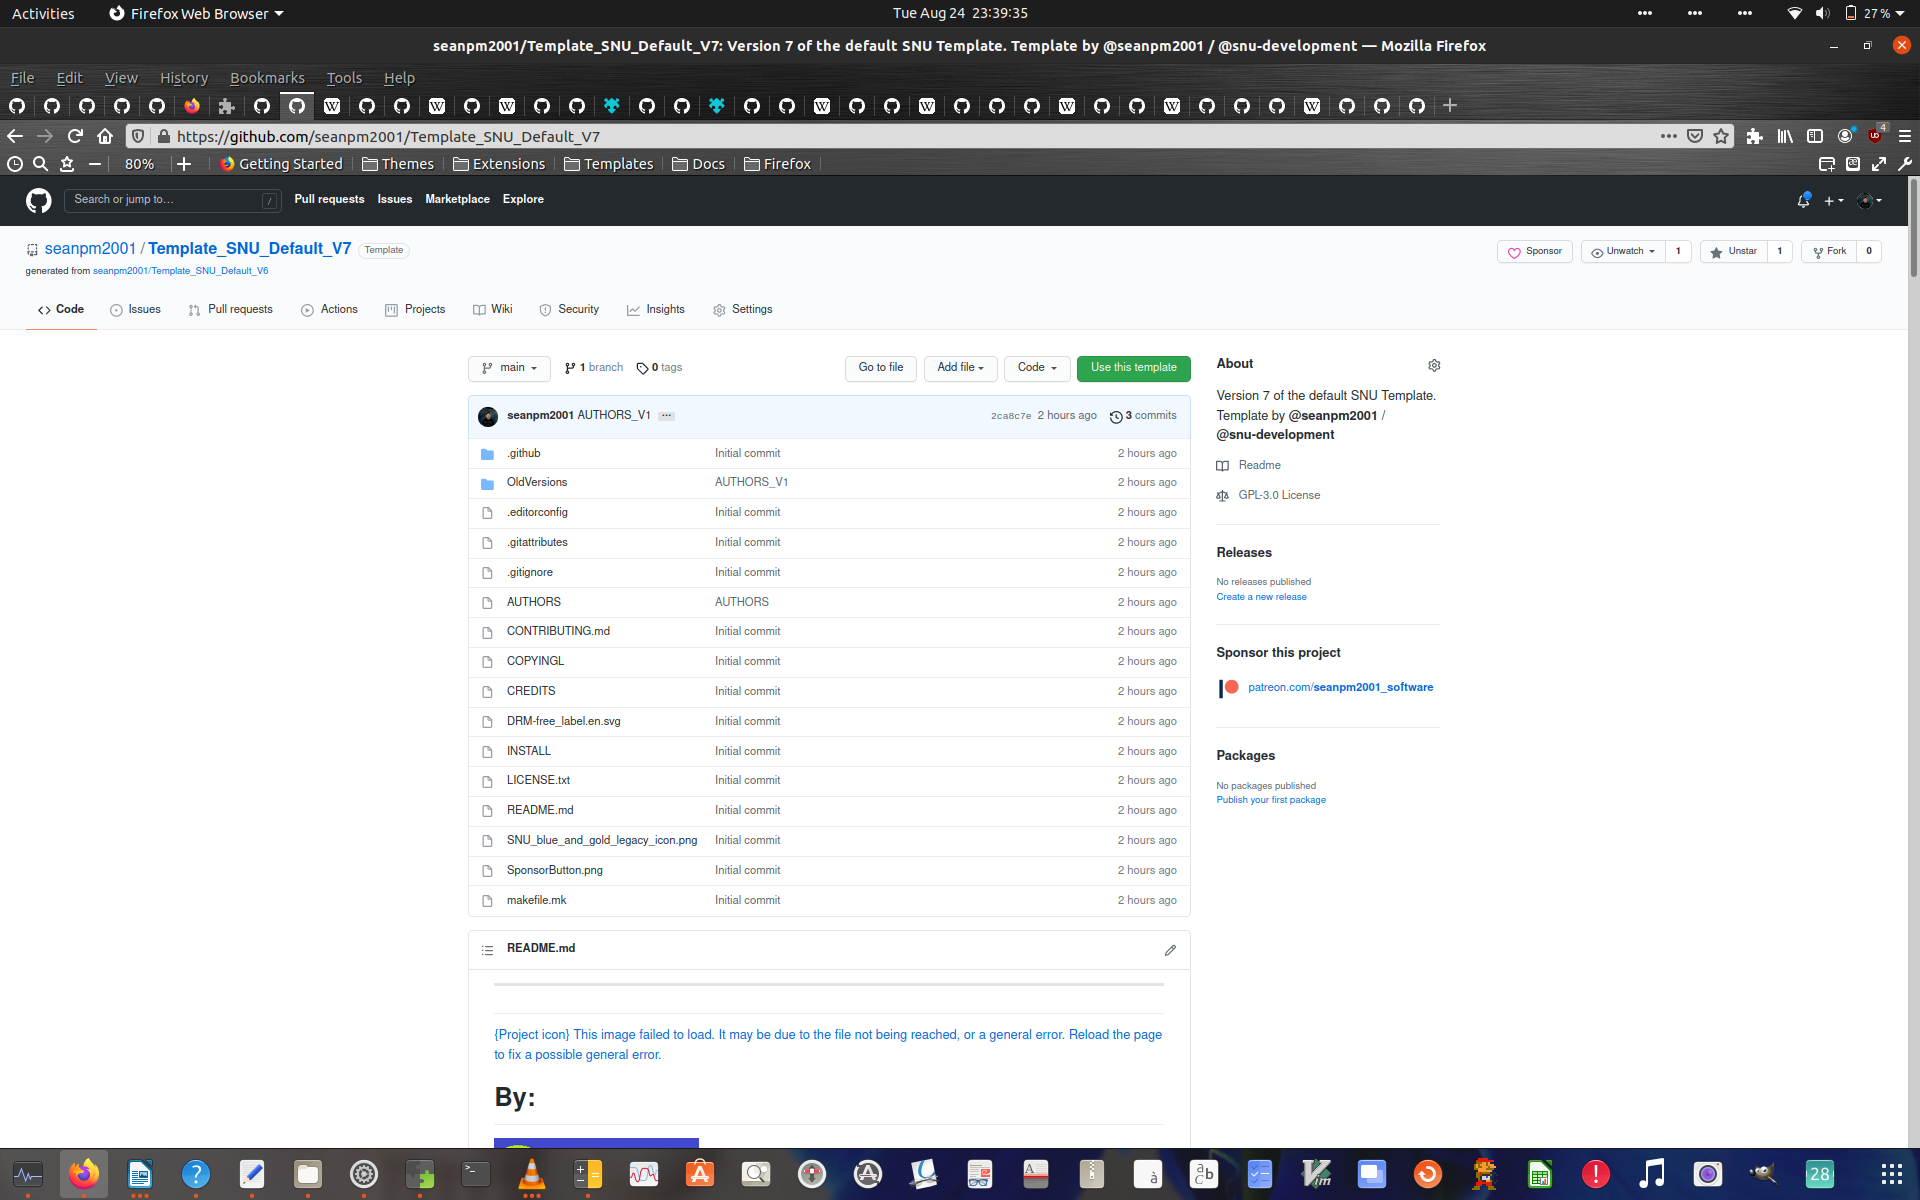 Activities
Firefox Web Browser
Tue Aug 24 23:39:35
27 %
seanpm2001/Template_SNU_Default_V7: Version 7 of the default SNU Template. Template by @seanpm2001 / @snu-development — Mozilla Firefox
File Edit View History Bookmarks Tools Help
https://github.com/seanpm2001/Template_SNU_Default_V7
4
80%
Getting Started
Themes
Extensions
Templates
Docs
Firefox
Search or jump to…
/
Pull requests Issues Marketplace Explore
seanpm2001 / Template_SNU_Default_V7
Template
Sponsor
Unwatch 1
Unstar 1
Fork 0
generated from seanpm2001/Template_SNU_Default_V6
Code
Issues
Pull requests
Actions
Projects
Wiki
Security
Insights
Settings
main
1 branch
0 tags
Go to file
Add file
Code
Use this template
seanpm2001 AUTHORS_V1 ...
2ca8c7e 2 hours ago
3 commits
.github Initial commit 2 hours ago
OldVersions AUTHORS_V1 2 hours ago
.editorconfig Initial commit 2 hours ago
.gitattributes Initial commit 2 hours ago
.gitignore Initial commit 2 hours ago
AUTHORS AUTHORS 2 hours ago
CONTRIBUTING.md Initial commit 2 hours ago
COPYINGL Initial commit 2 hours ago
CREDITS Initial commit 2 hours ago
DRM-free_label.en.svg Initial commit 2 hours ago
INSTALL Initial commit 2 hours ago
LICENSE.txt Initial commit 2 hours ago
README.md Initial commit 2 hours ago
SNU_blue_and_gold_legacy_icon.png Initial commit 2 hours ago
SponsorButton.png Initial commit 2 hours ago
makefile.mk Initial commit 2 hours ago
About
Version 7 of the default SNU Template.
Template by @seanpm2001 /
@snu-development
Readme
GPL-3.0 License
Releases
No releases published
Create a new release
Sponsor this project
patreon.com/seanpm2001_software
Packages
No packages published
Publish your first package
README.md
{Project icon} This image failed to load. It may be due to the file not being reached, or a general error. Reload the page
to fix a possible general error.
By:
28